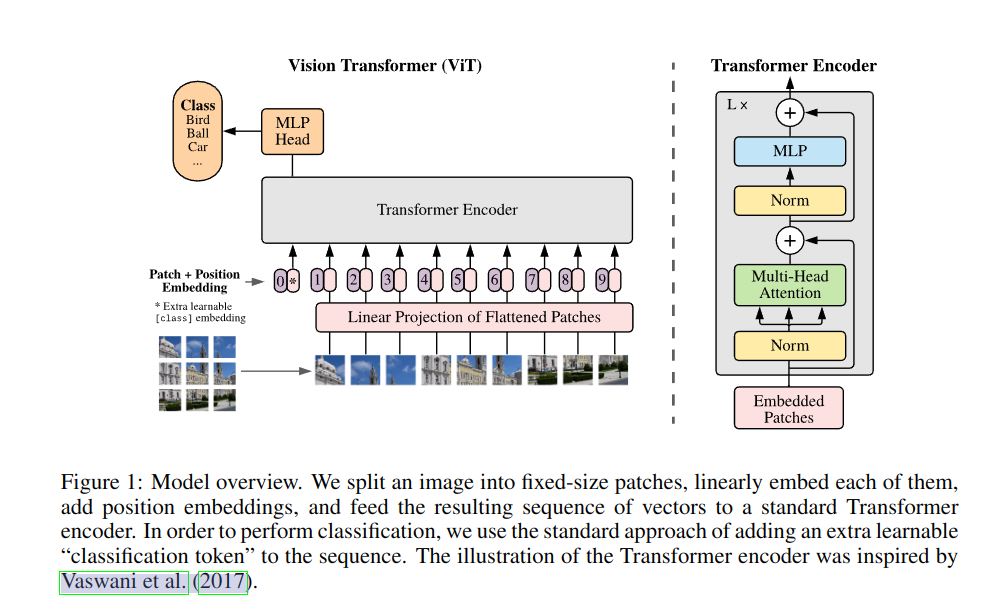 Vision Transformer (ViT)
Class
Bird
Ball
Car
...
MLP
Head
Transformer Encoder
Patch + Position
Embedding
* Extra learnable
[class] embedding
0 * 1 2 3 4 5 6 7 8 9
Linear Projection of Flattened Patches
Transformer Encoder
L x
+
MLP
Norm
+
Multi-Head
Attention
Norm
Embedded
Patches
Figure 1: Model overview. We split an image into fixed-size patches, linearly embed each of them,
add position embeddings, and feed the resulting sequence of vectors to a standard Transformer
encoder. In order to perform classification, we use the standard approach of adding an extra learnable
“classification token” to the sequence. The illustration of the Transformer encoder was inspired by
Vaswani et al. (2017).